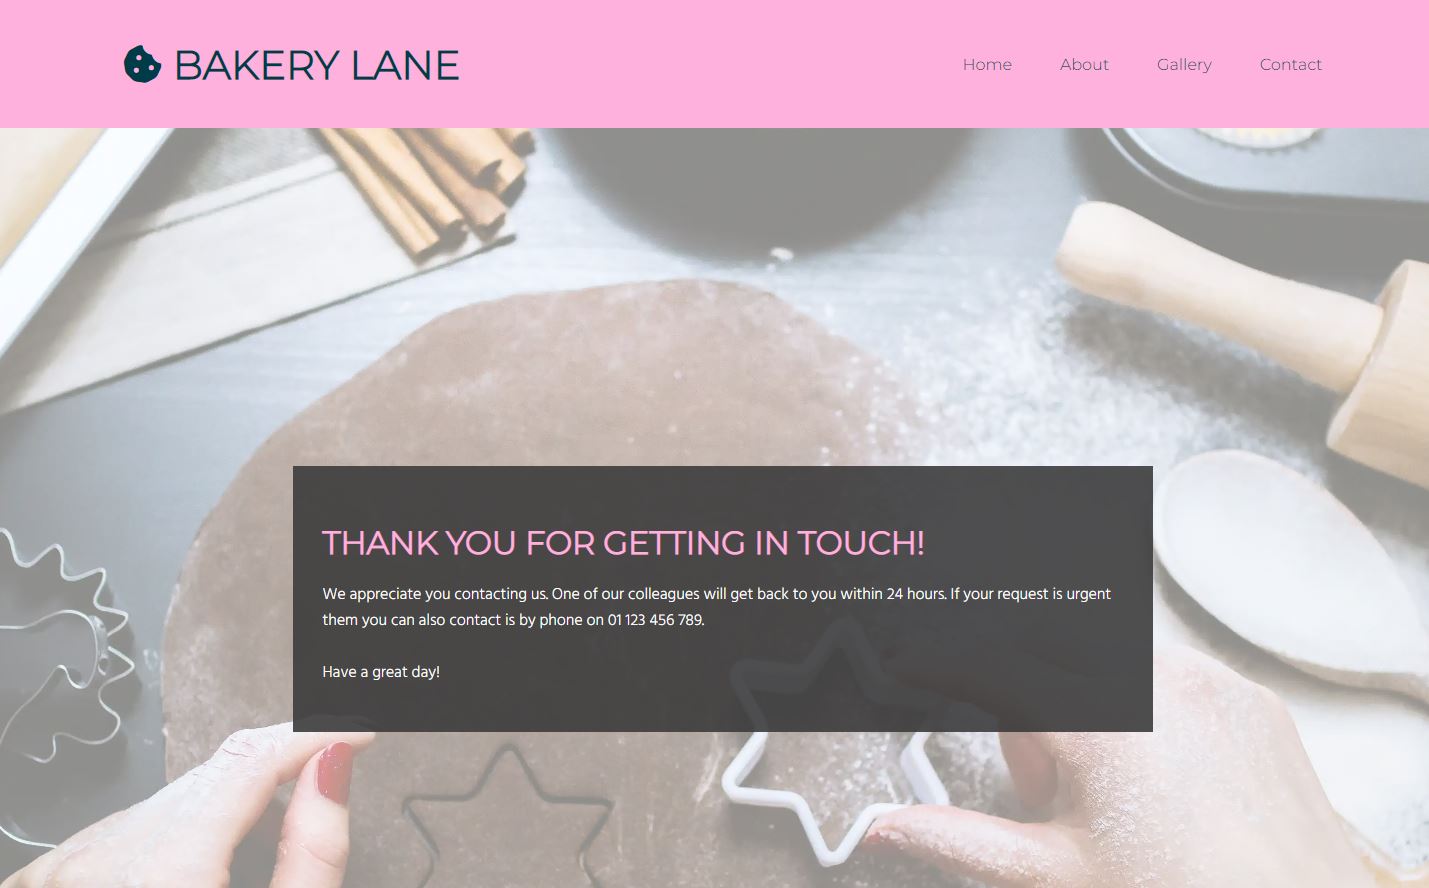 BAKERY LANE
Home About Gallery Contact
THANK YOU FOR GETTING IN TOUCH!
We appreciate you contacting us. One of our colleagues will get back to you within 24 hours. If your request is urgent
them you can also contact is by phone on 01 123 456 789.
Have a great day!